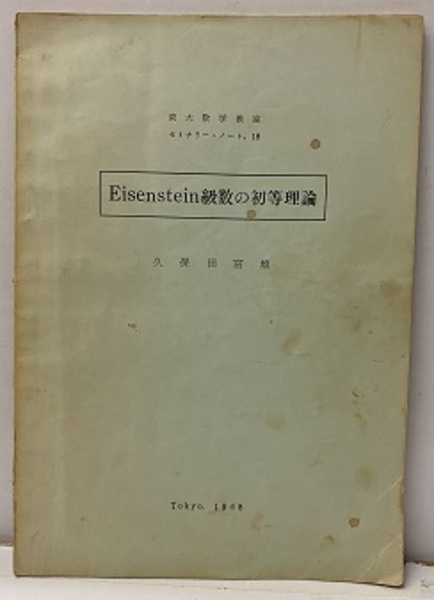 東大数学教室
セミナリー・ノート. 18
Eisenstein級数の初等理論
久保田富雄
Tokyo. 1968